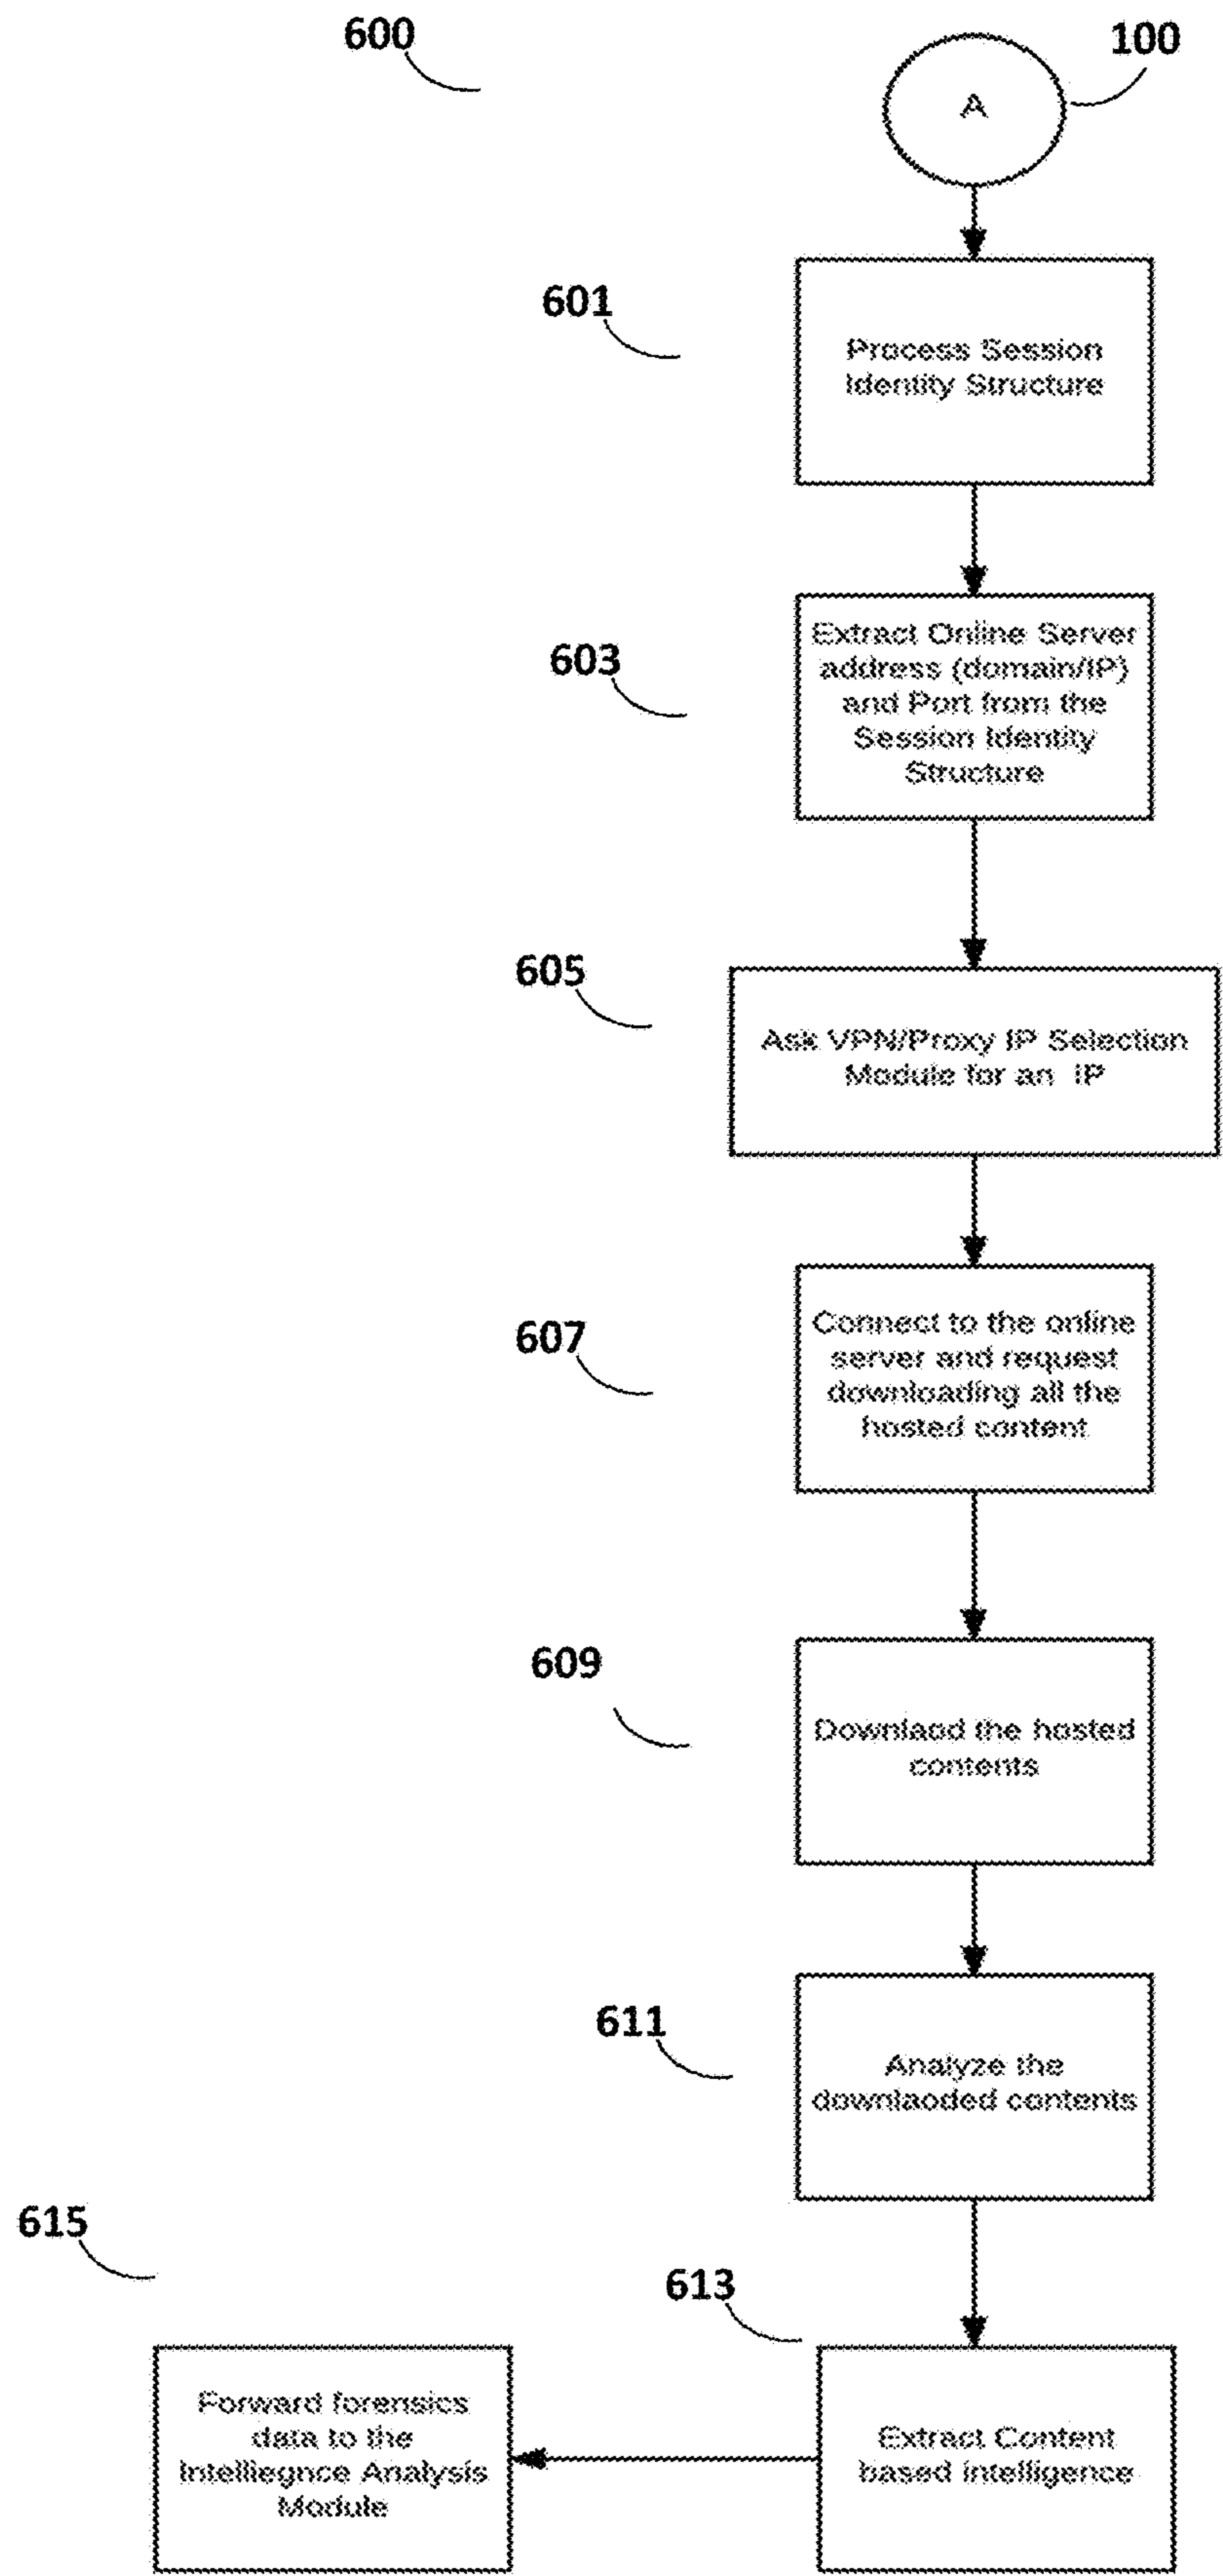 600
100
A
601
Process Session
Identity Structure
603
Extract Online Server
address (domain/IP)
and Port from the
Session Identity
Structure
605
Ask VPN/Proxy IP Selection
Module for an IP
607
Connect to the online
server and request
downloading all the
hosted content
609
Downlaod the hosted
contents
611
Analyze the
downlaoded contents
615
613
Forward forensics
data to the
Intelliegnce Analysis
Module
Extract Content
based intelligence